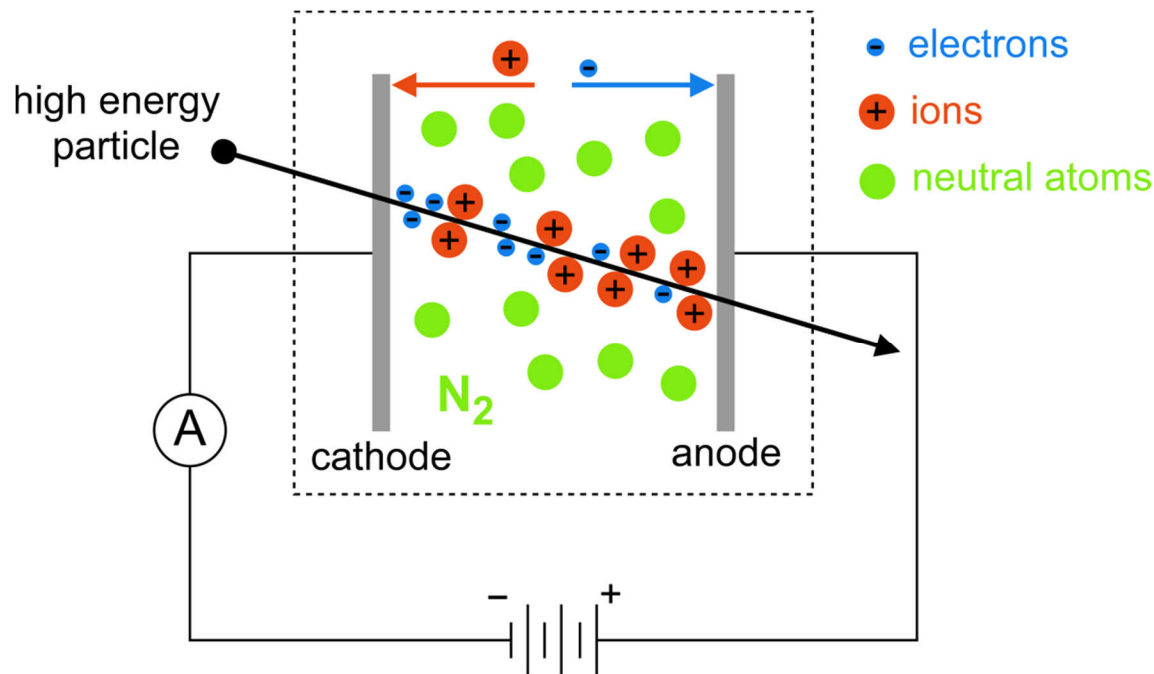 electrons
ions
neutral atoms
high energy
particle
+
-
N₂
cathode
anode
A
− +